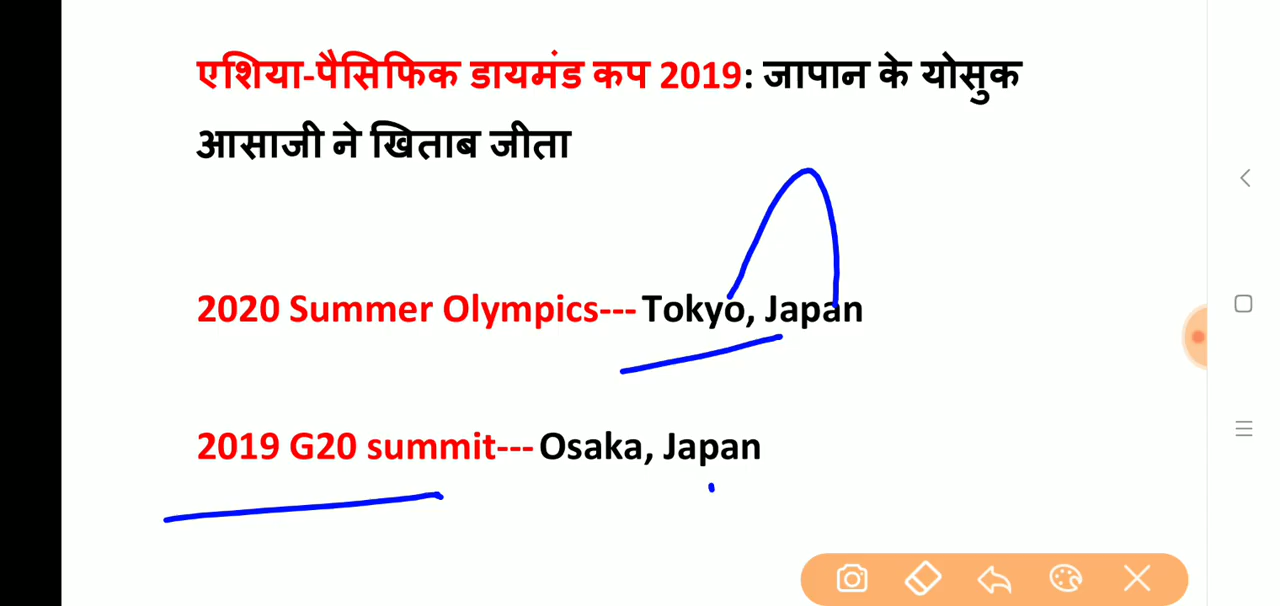 एशिया-पैसिफिक डायमंड कप 2019: जापान के योसुक
आसाजी ने खिताब जीता
2020 Summer Olympics--- Tokyo, Japan
2019 G20 summit--- Osaka, Japan